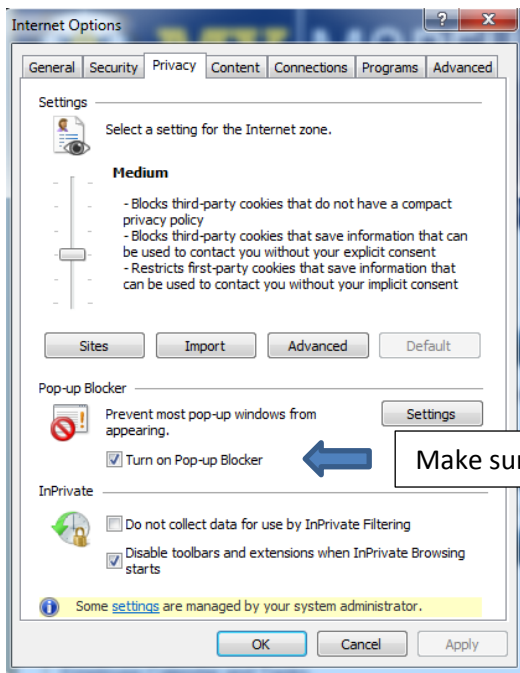 Internet Options
? X
General Security Privacy Content Connections Programs Advanced
Settings
Select a setting for the Internet zone.
Medium
- Blocks third-party cookies that do not have a compact
privacy policy
- Blocks third-party cookies that save information that can
be used to contact you without your explicit consent
- Restricts first-party cookies that save information that
can be used to contact you without your implicit consent
Sites Import Advanced Default
Pop-up Blocker
Prevent most pop-up windows from
appearing.
Settings
Turn on Pop-up Blocker
Make sur
InPrivate
Do not collect data for use by InPrivate Filtering
Disable toolbars and extensions when InPrivate Browsing
starts
Some settings are managed by your system administrator.
OK Cancel Apply